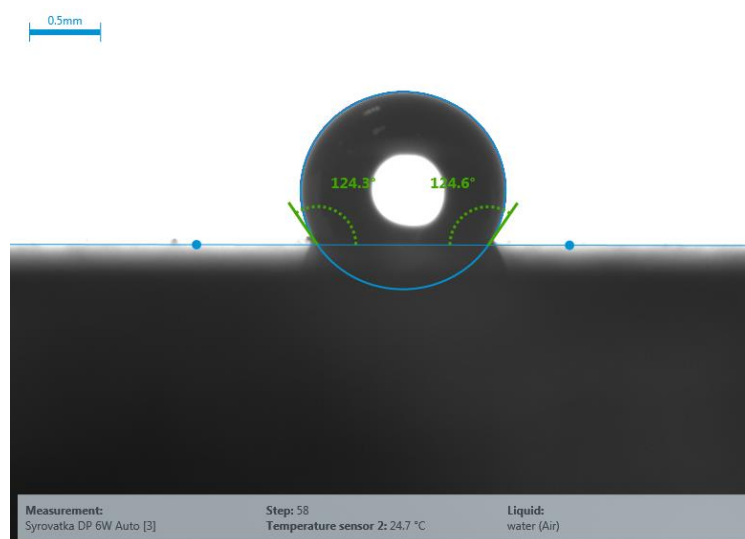 0.5mm
124.3° 124.6°
Measurement: Step: 58 Liquid:
Syrovatka DP 6W Auto [3] Temperature sensor 2: 24.7 °C water (Air)